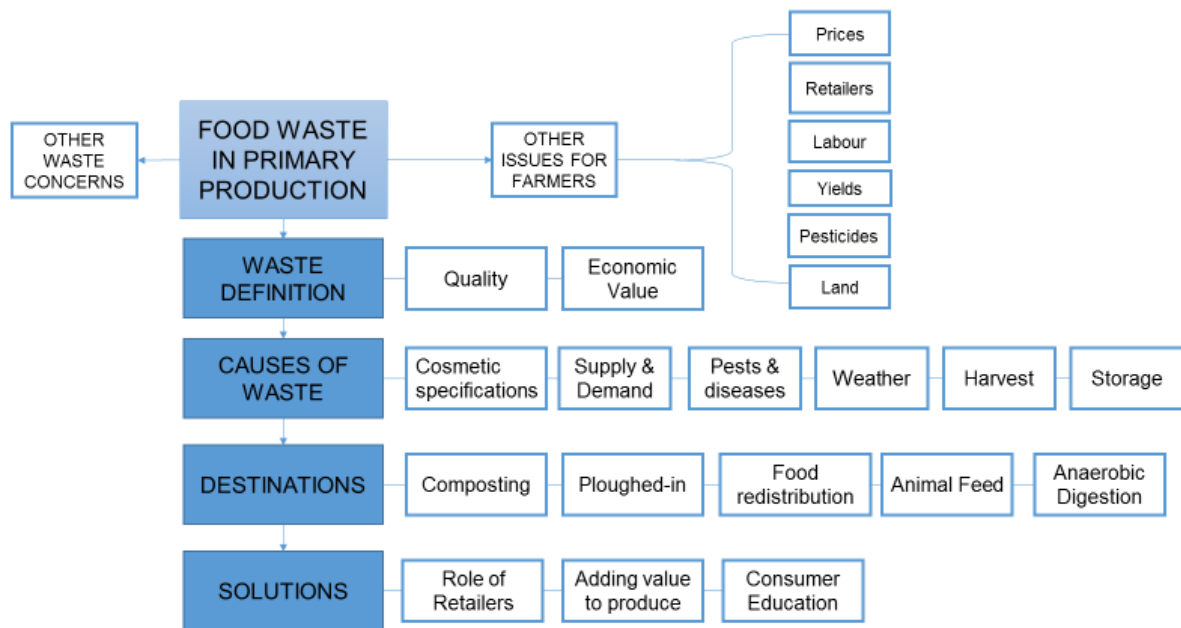 OTHER
WASTE
CONCERNS
FOOD WASTE
IN PRIMARY
PRODUCTION
OTHER
ISSUES FOR
FARMERS
Prices
Retailers
Labour
Yields
Pesticides
Land
WASTE
DEFINITION
Quality
Economic
Value
CAUSES OF
WASTE
Cosmetic
specifications
Supply &
Demand
Pests &
diseases
Weather
Harvest
Storage
DESTINATIONS
Composting
Ploughed-in
Food
redistribution
Animal Feed
Anaerobic
Digestion
SOLUTIONS
Role of
Retailers
Adding value
to produce
Consumer
Education